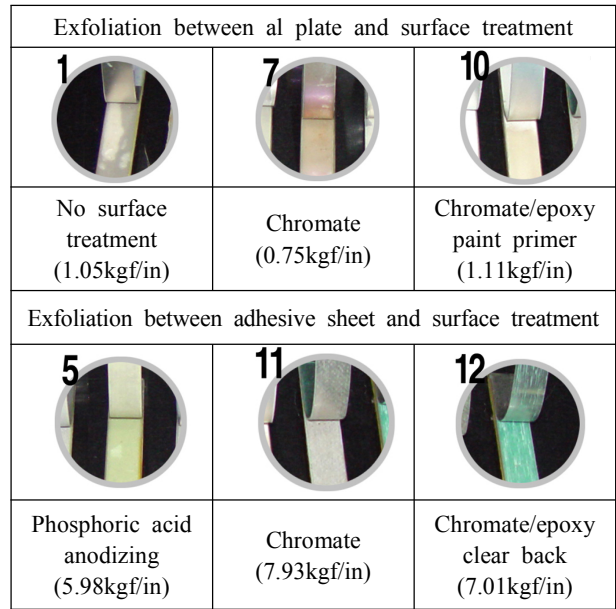 Exfoliation between al plate and surface treatment
1
7
10
No surface
treatment
(1.05kgf/in)
Chromate
(0.75kgf/in)
Chromate/epoxy
paint primer
(1.11kgf/in)
Exfoliation between adhesive sheet and surface treatment
5
11
12
Phosphoric acid
anodizing
(5.98kgf/in)
Chromate
(7.93kgf/in)
Chromate/epoxy
clear back
(7.01kgf/in)